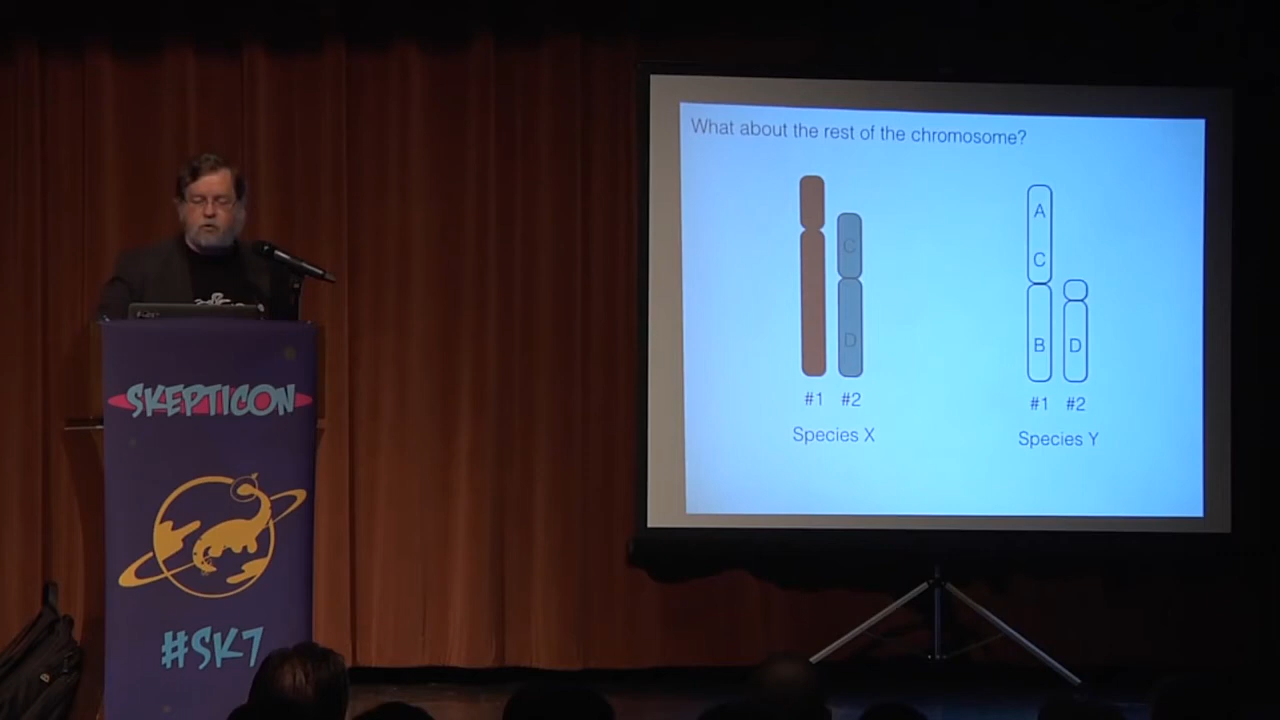 SKEPTICON
#SK7
What about the rest of the chromosome?
C
D
#1 #2
Species X
A
C
B
D
#1 #2
Species Y